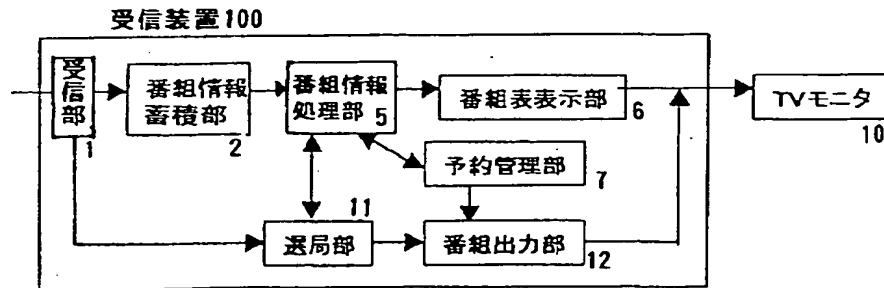 受信装置100
受信部
1
番組情報
蓄積部
2
番組情報
処理部 5
番組表表示部
6
TVモニタ
10
予約管理部
7
選局部
11
番組出力部
12